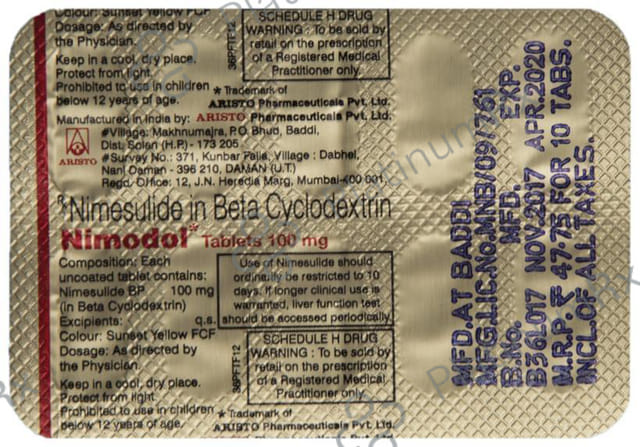 Colour: Sunset Yellow FCF
Dosage: As directed by
the Physician.
Keep in a cool, dry place.
Protect from light.
Prohibited to use in children
below 12 years of age.
36PFTF12
SCHEDULE H DRUG
WARNING : To be sold by
retail on the prescription
of a Registered Medical
Practitioner only.
* Trademark of
ARISTO Pharmaceuticals Pvt. Ltd.
Manufactured in India by: ARISTO Pharmaceuticals Pvt. Ltd.
ARISTO
#Village: Makhnumajra, P.O. Bhud, Baddi,
Dist. Solan (H.P.) - 173 205
#Survey No.: 371, Kunbar Falia, Village : Dabhel,
Nani Daman - 396 210, DAMAN (U.T.)
Regd. Office: 12, J.N. Heredia Marg, Mumbai-400 001.
℞Nimesulide in Beta Cyclodextrin
Nimodol* Tablets 100 mg
Composition: Each
uncoated tablet contains:
Nimesulide BP 100 mg
(in Beta Cyclodextrin)
Excipients: q.s.
Colour: Sunset Yellow FCF
Dosage: As directed by
the Physician.
Keep in a cool, dry place.
Protect from light.
Prohibited to use in children
below 12 years of age.
Use of Nimesulide should
ordinarily be restricted to 10
days. If longer clinical use is
warranted, liver function test
should be accessed periodically.
36PFTF12
SCHEDULE H DRUG
WARNING : To be sold by
retail on the prescription
of a Registered Medical
Practitioner only.
* Trademark of
ARISTO Pharmaceuticals Pvt. Ltd.
MFD.AT BADDI
MFG.LIC.No.MNB/09/761
B.No. MFD. EXP.
B36L017 NOV.2017 APR.2020
M.R.P. ₹ 47.75 FOR 10 TABS.
INCL.OF ALL TAXES.